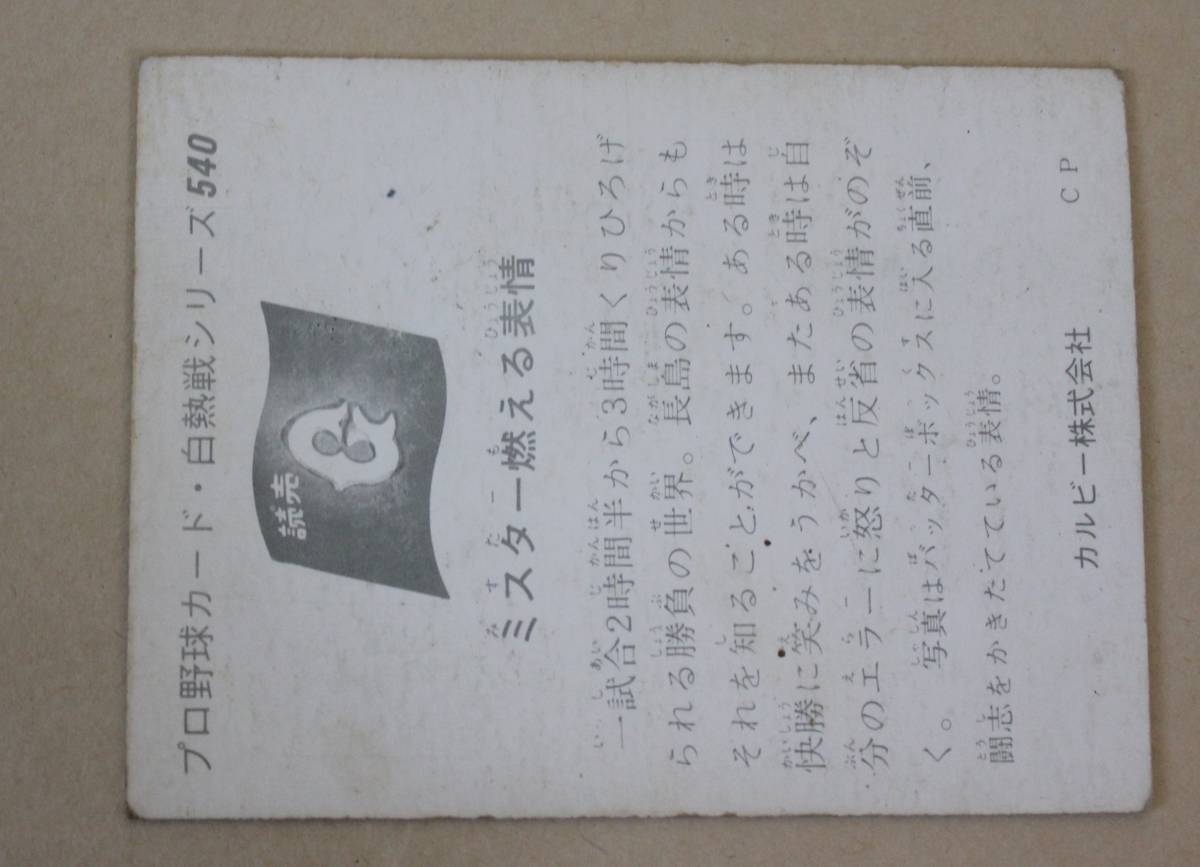 プロ野球カード・白熱戦シリーズ540
読売
ミスター燃える表情
一試合2時間半から3時間くりひろげ
られる勝負の世界。長島の表情からも
それを知ることができます。ある時は
快勝に笑みをうかべ、またある時は自
分のエラーに怒りと反省の表情がのぞ
く。 写真はバッターボックスに入る直前、
闘志をかきたてている表情。
カルビー株式会社 CP